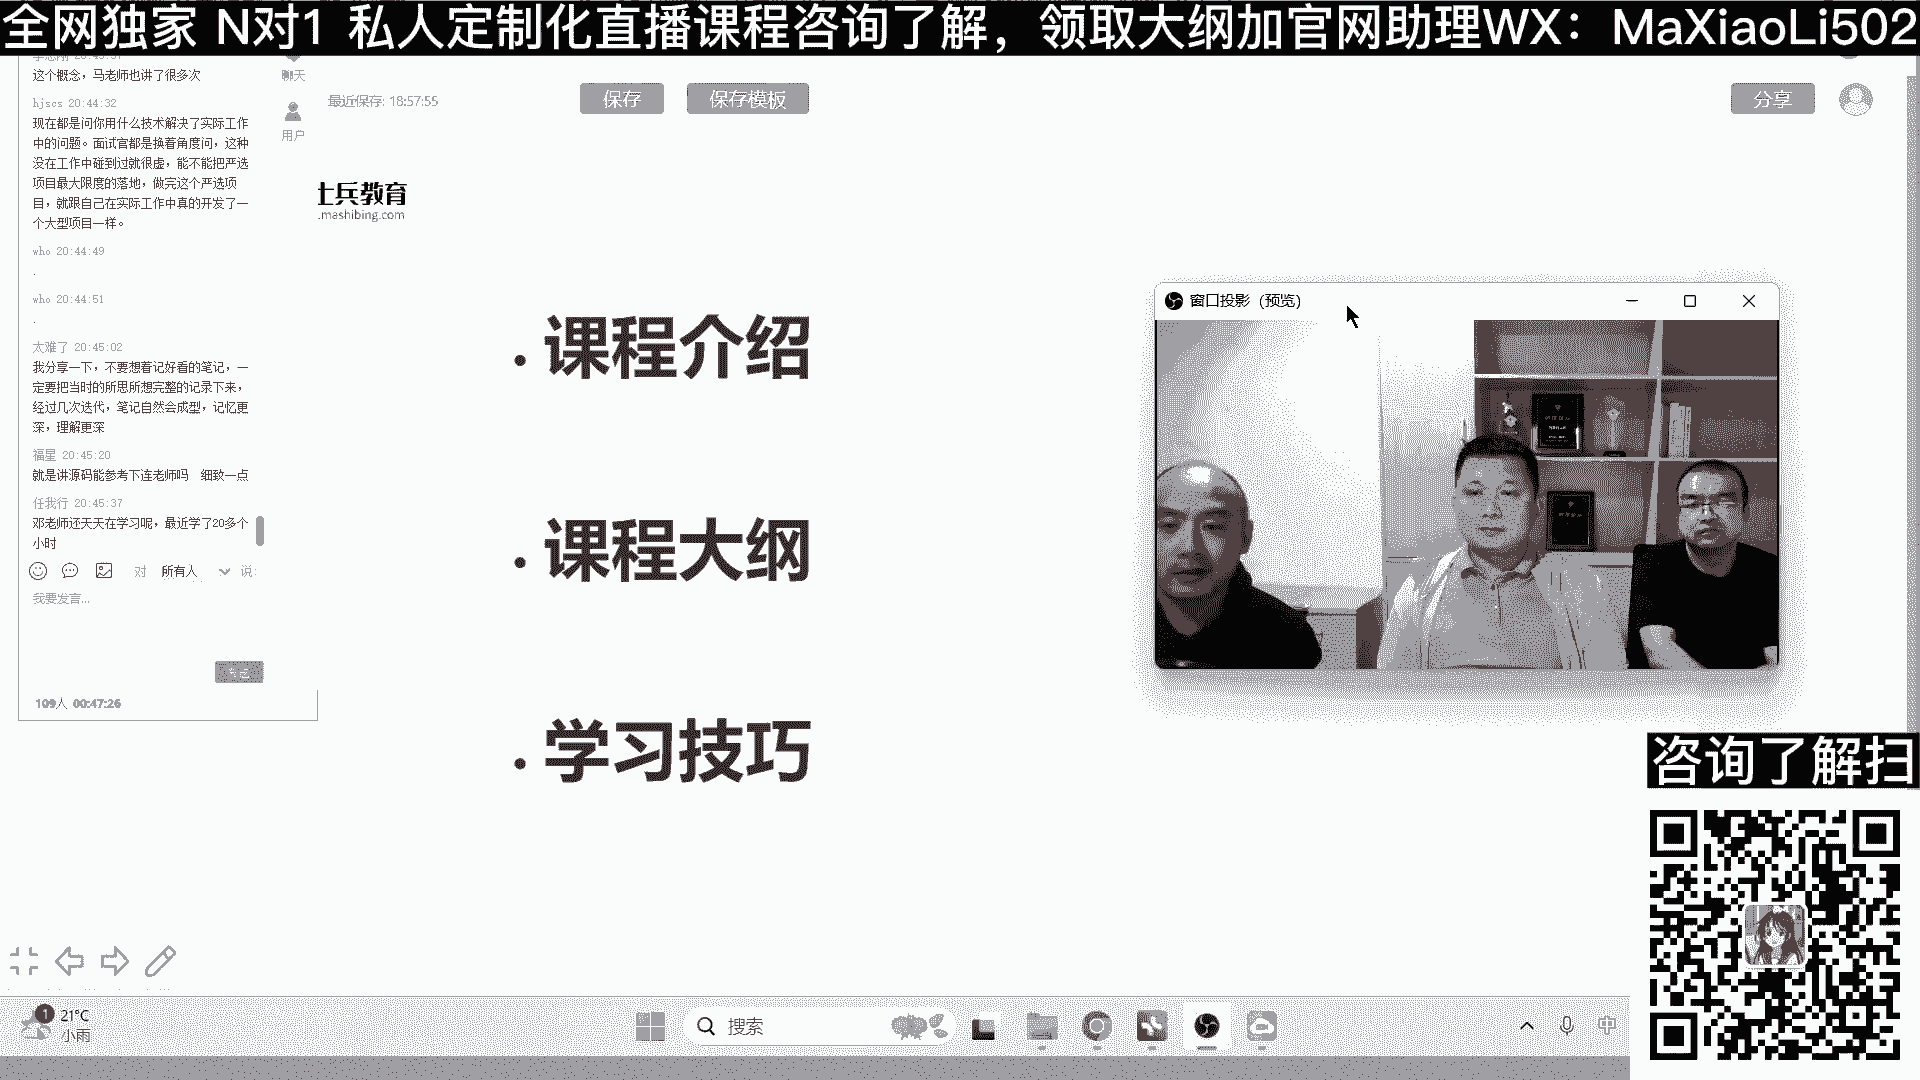 全网独家 N对1 私人定制化直播课程咨询了解，领取大纲加官网助理WX：MaXiaoLi502
这个概念，马老师也讲了很多次
hjscs 20:44:32
现在都是问你用什么技术解决了实际工作
中的问题。面试官都是换着角度问，这种
没在工作中碰到过就很虚，能不能把严选
项目最大限度的落地，做完这个严选项
目，就跟自己在实际工作中真的开发了一
个大型项目一样。
who 20:44:49
.
who 20:44:51
.
太难了 20:45:02
我分享一下，不要想着记好看的笔记，一
定要把当时的所思所想完整的记录下来，
经过几次迭代，笔记自然会成型，记忆更
深，理解更深
福星 20:45:20
就是讲源码能参考下连老师吗 细致一点
任我行 20:45:37
邓老师还天天在学习呢，最近学了20多个
小时
对 所有人 说:
我要发言...
109人 00:47:26
聊天
用户
最近保存: 18:57:55
保存
保存模板
分享
士兵教育
.mashibing.com
• 课程介绍
• 课程大纲
• 学习技巧
窗口投影（预览）
咨询了解扫
1
21°C
小雨
搜索
中